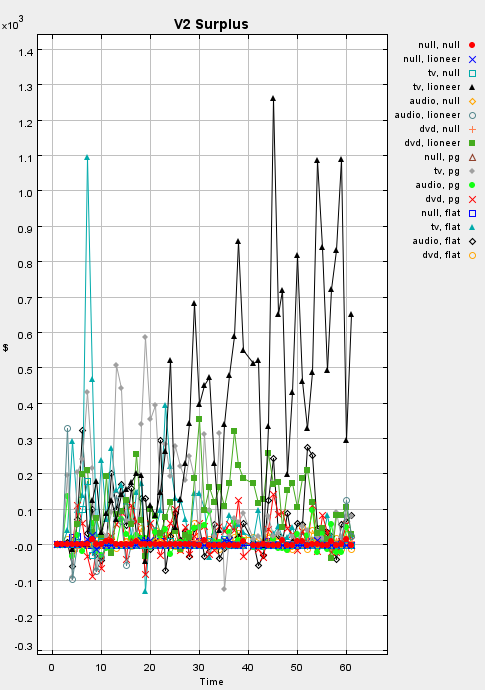 V2 Surplus
x10³
1.4
1.3
1.2
1.1
1.0
0.9
0.8
0.7
0.6
0.5
0.4
0.3
0.2
0.1
-0.0
-0.1
-0.2
-0.3
$
0 10 20 30 40 50 60
Time
null, null
null, lioneer
tv, null
tv, lioneer
audio, null
audio, lioneer
dvd, null
dvd, lioneer
null, pg
tv, pg
audio, pg
dvd, pg
null, flat
tv, flat
audio, flat
dvd, flat